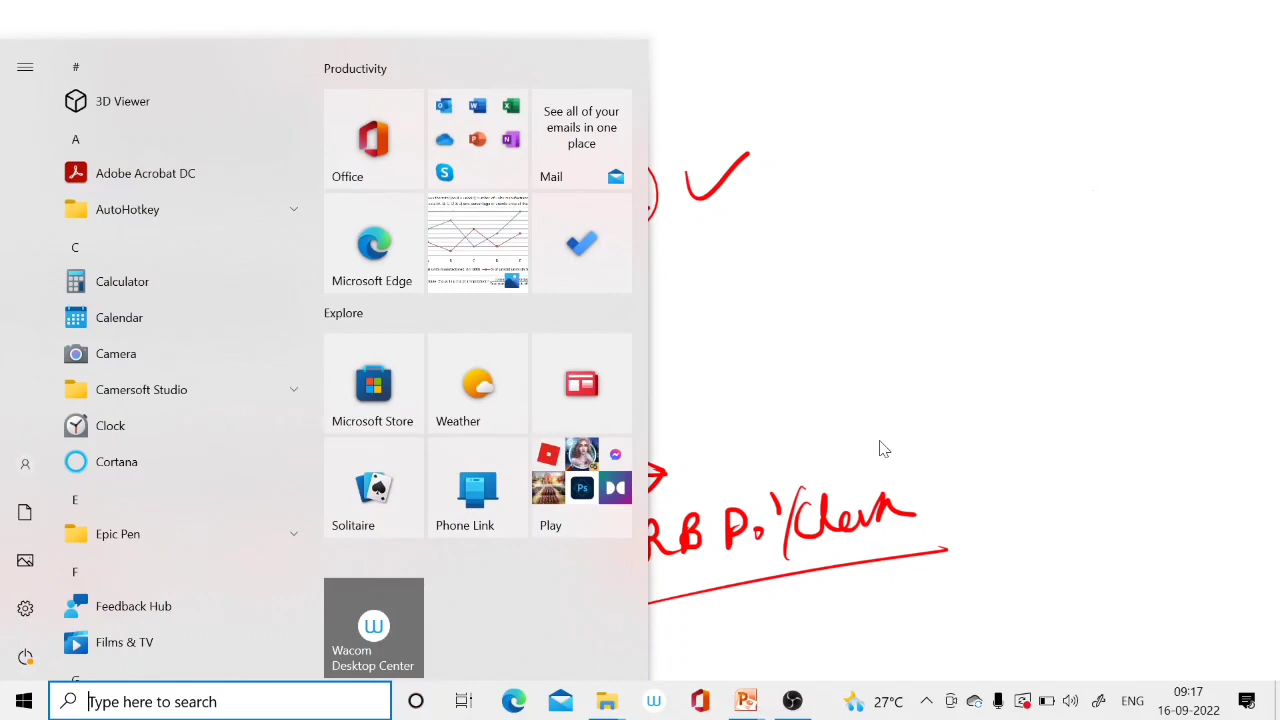 #
3D Viewer
A
Adobe Acrobat DC
AutoHotkey
C
Calculator
Calendar
Camera
Camersoft Studio
Clock
Cortana
E
Epic Pen
F
Feedback Hub
Films & TV
Productivity
Office
See all of your
emails in one
place
Mail
Microsoft Edge
Explore
Microsoft Store
Weather
Solitaire
Phone Link
Play
Wacom
Desktop Center
RB Po/Clerk
Type here to search
27°C
ENG
09:17
16-09-2022
3